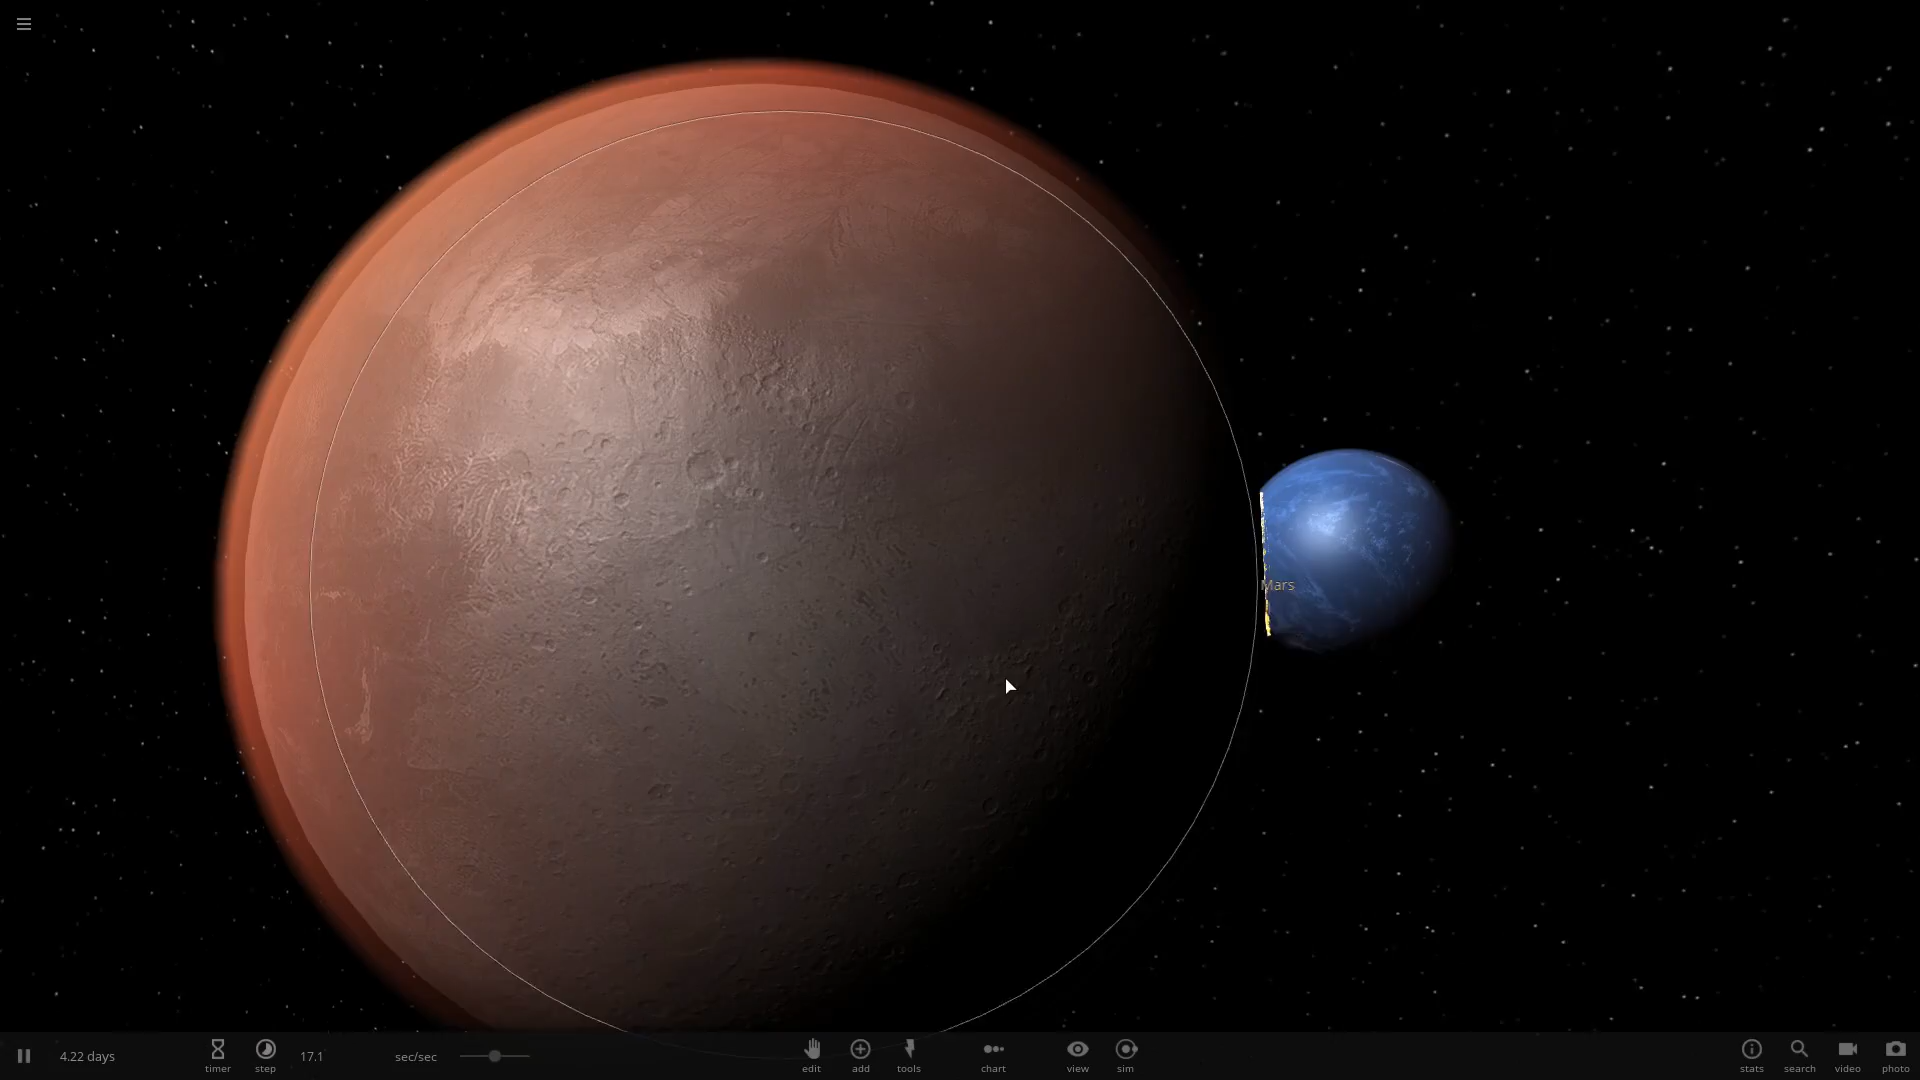 Mars
4.22 days
timer
step
17.1
sec/sec
edit
add
tools
chart
view
sim
stats
search
video
photo